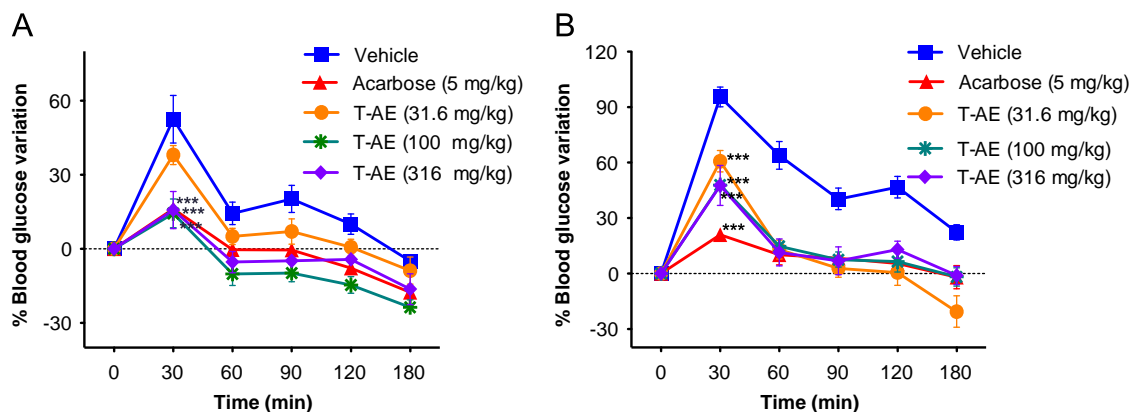 A
% Blood glucose variation
60
30
0
-30
Vehicle
Acarbose (5 mg/kg)
T-AE (31.6 mg/kg)
T-AE (100 mg/kg)
T-AE (316 mg/kg)
***
***
***
0 30 60 90 120 180
Time (min)
B
% Blood glucose variation
120
90
60
30
0
-30
Vehicle
Acarbose (5 mg/kg)
T-AE (31.6 mg/kg)
T-AE (100 mg/kg)
T-AE (316 mg/kg)
***
***
***
***
0 30 60 90 120 180
Time (min)